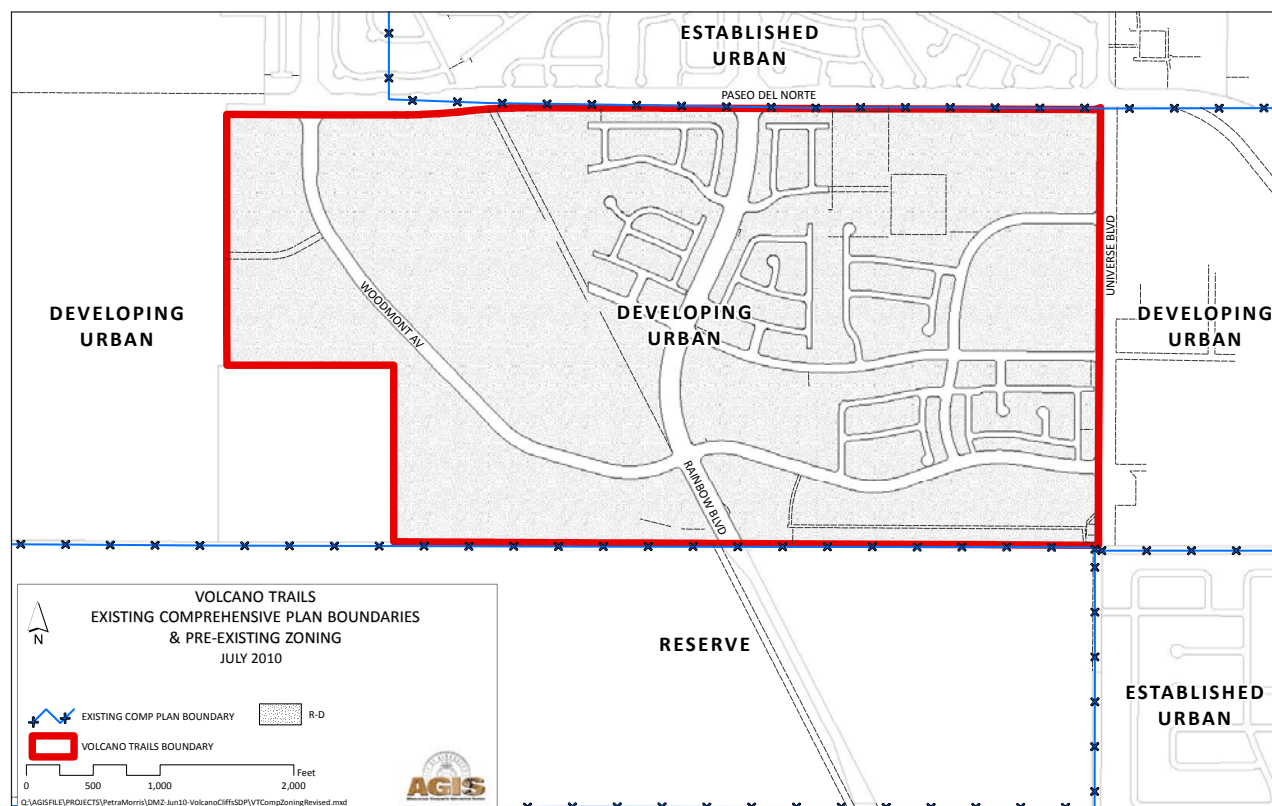 ESTABLISHED
URBAN
PASEO DEL NORTE
UNIVERSE BLVD
WOODMONT AV
DEVELOPING
URBAN
DEVELOPING
URBAN
DEVELOPING
URBAN
RAINBOW BLVD
RESERVE
ESTABLISHED
URBAN
VOLCANO TRAILS
EXISTING COMPREHENSIVE PLAN BOUNDARIES
& PRE-EXISTING ZONING
JULY 2010
N
EXISTING COMP PLAN BOUNDARY
R-D
VOLCANO TRAILS BOUNDARY
0 500 1,000 2,000
Feet
AGIS
Q:\AGISFILE\PROJECTS\PetraMorris\DMZ-Jun10-VolcanoCliffsSDP\VTCompZoningRevised.mxd